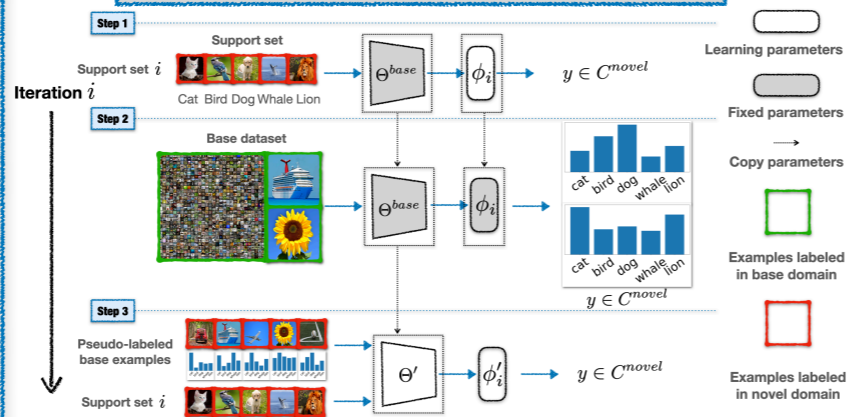 Step 1
Support set
Support set i
Θ^base
ϕ_i
y ∈ C^novel
Cat Bird Dog Whale Lion
Iteration i
Step 2
Base dataset
Θ^base
ϕ_i
cat bird dog whale lion
cat bird dog whale lion
y ∈ C^novel
Step 3
Pseudo-labeled
base examples
Θ′
ϕ′_i
y ∈ C^novel
Support set i
Learning parameters
Fixed parameters
Copy parameters
Examples labeled
in base domain
Examples labeled
in novel domain